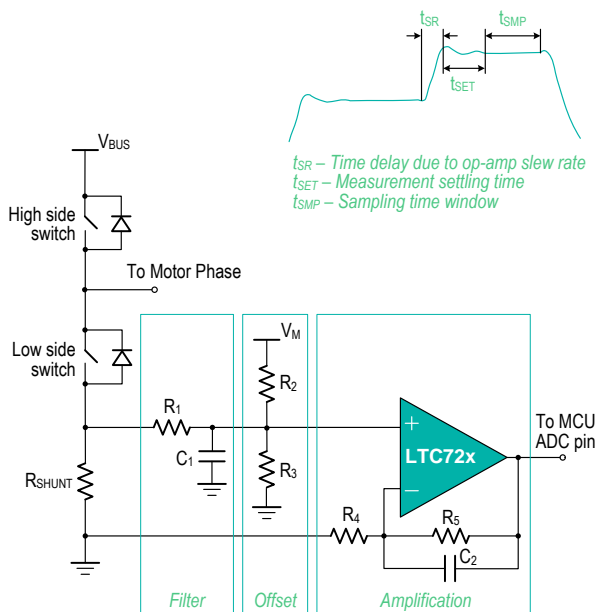 tSR
tSMP
tSET
tSR – Time delay due to op-amp slew rate
tSET – Measurement settling time
tSMP – Sampling time window
VBUS
High side
switch
To Motor Phase
Low side
switch
VM
R1
R2
C1
R3
RSHUNT
+
LTC72x
−
To MCU
ADC pin
R4
R5
C2
Filter
Offset
Amplification